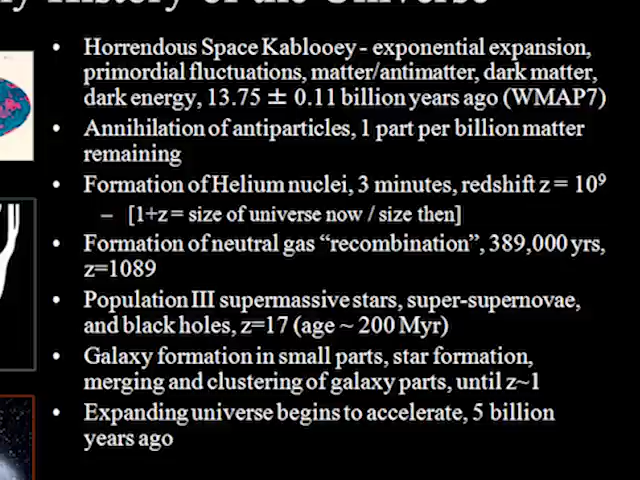 History of the Universe
• Horrendous Space Kablooey - exponential expansion,
primordial fluctuations, matter/antimatter, dark matter,
dark energy, 13.75 ± 0.11 billion years ago (WMAP7)
• Annihilation of antiparticles, 1 part per billion matter
remaining
• Formation of Helium nuclei, 3 minutes, redshift z = 10⁹
– [1+z = size of universe now / size then]
• Formation of neutral gas “recombination”, 389,000 yrs,
z=1089
• Population III supermassive stars, super-supernovae,
and black holes, z=17 (age ~ 200 Myr)
• Galaxy formation in small parts, star formation,
merging and clustering of galaxy parts, until z~1
• Expanding universe begins to accelerate, 5 billion
years ago